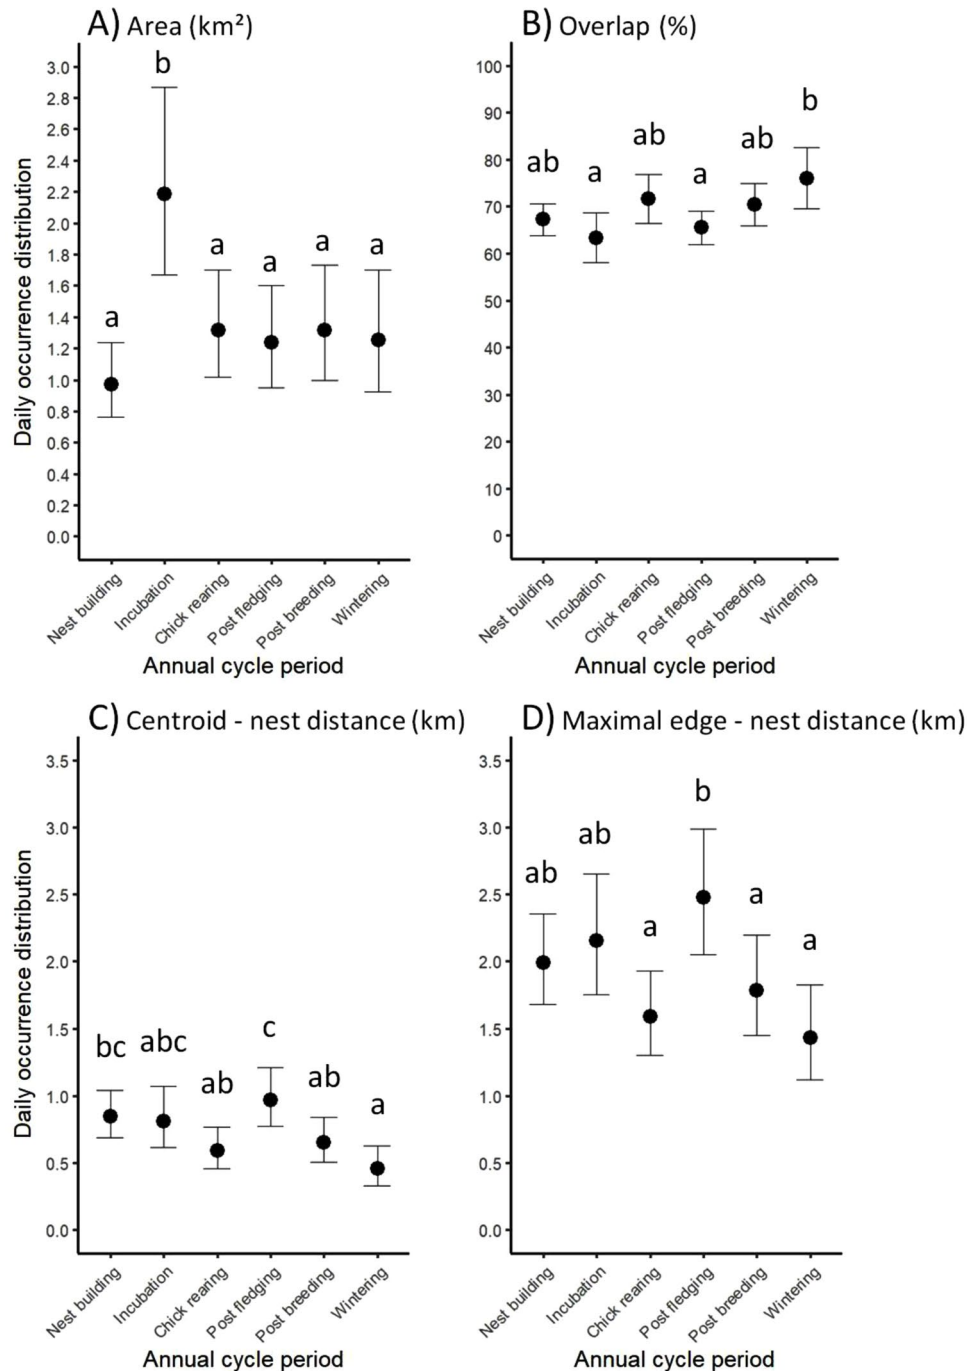 A) Area (km²)
Daily occurrence distribution
3.0
2.8
2.6
2.4
2.2
2.0
1.8
1.6
1.4
1.2
1.0
0.8
0.6
0.4
0.2
0.0
a
b
a
a
a
a
Nest building
Incubation
Chick rearing
Post fledging
Post breeding
Wintering
Annual cycle period
B) Overlap (%)
100
90
80
70
60
50
40
30
20
10
0
ab
a
ab
a
ab
b
Nest building
Incubation
Chick rearing
Post fledging
Post breeding
Wintering
Annual cycle period
C) Centroid - nest distance (km)
Daily occurrence distribution
3.5
3.0
2.5
2.0
1.5
1.0
0.5
0.0
bc
abc
ab
c
ab
a
Nest building
Incubation
Chick rearing
Post fledging
Post breeding
Wintering
Annual cycle period
D) Maximal edge - nest distance (km)
3.5
3.0
2.5
2.0
1.5
1.0
0.5
0.0
ab
ab
a
b
a
a
Nest building
Incubation
Chick rearing
Post fledging
Post breeding
Wintering
Annual cycle period